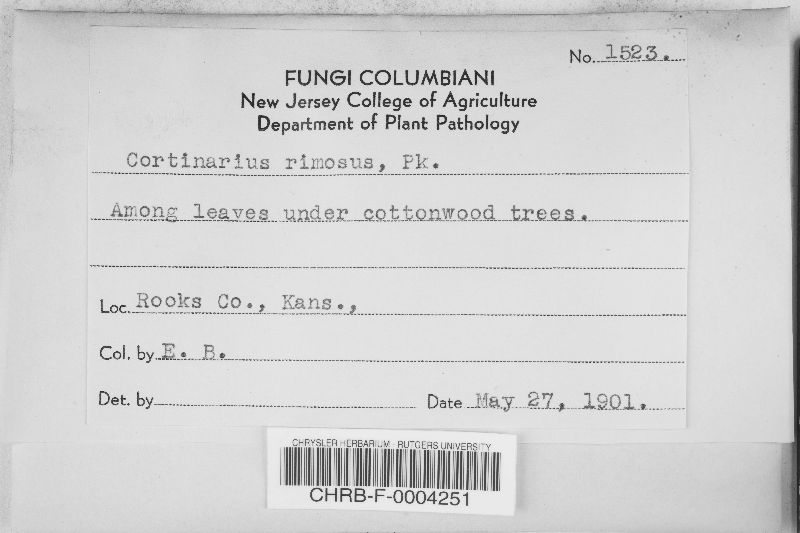 No. 1523.
FUNGI COLUMBIANI
New Jersey College of Agriculture
Department of Plant Pathology
Cortinarius rimosus, Pk.
Among leaves under cottonwood trees.
Loc. Rooks Co., Kans.,
Col. by E. B.
Det. by
Date May 27, 1901.
CHRYSLER HERBARIUM - RUTGERS UNIVERSITY
CHRB-F-0004251